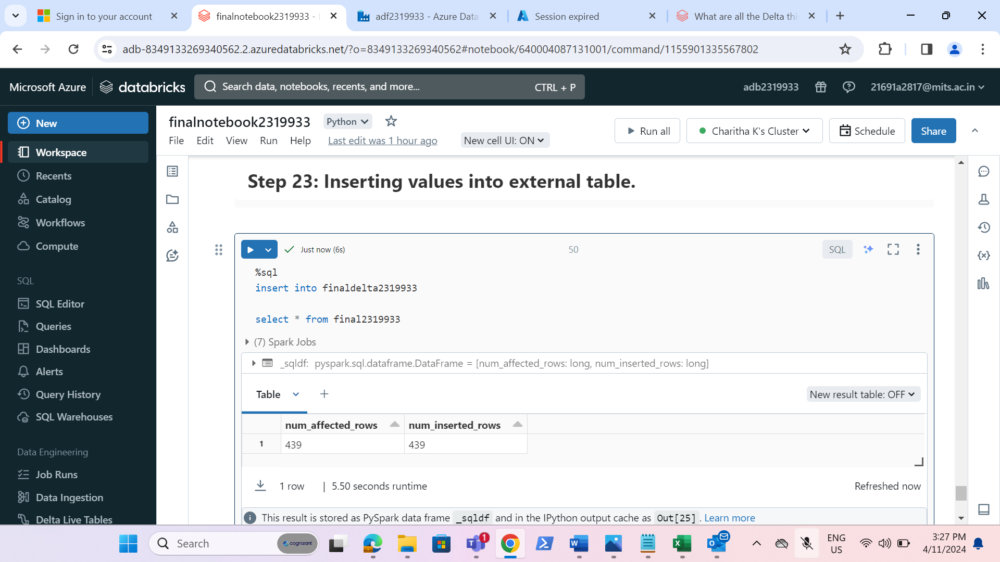 Sign in to your account
finalnotebook2319933 -
adf2319933 - Azure Data
Session expired
What are all the Delta thi
adb-8349133269340562.2.azuredatabricks.net/?o=8349133269340562#notebook/640004087131001/command/1155901335567802
Microsoft Azure
databricks
Search data, notebooks, recents, and more...
CTRL + P
adb2319933
21691a2817@mits.ac.in
New
Workspace
Recents
Catalog
Workflows
Compute
SQL
SQL Editor
Queries
Dashboards
Alerts
Query History
SQL Warehouses
Data Engineering
Job Runs
Data Ingestion
Delta Live Tables
finalnotebook2319933
Python
File Edit View Run Help
Last edit was 1 hour ago
New cell UI: ON
Run all
Charitha K's Cluster
Schedule
Share
Step 23: Inserting values into external table.
Just now (6s)
50
SQL
%sql
insert into finaldelta2319933
select * from final2319933
(7) Spark Jobs
_sqldf: pyspark.sql.dataframe.DataFrame = [num_affected_rows: long, num_inserted_rows: long]
Table
New result table: OFF
num_affected_rows num_inserted_rows
1 439 439
1 row | 5.50 seconds runtime
Refreshed now
This result is stored as PySpark data frame _sqldf and in the IPython output cache as Out[25] . Learn more
Search
cognizant
1
ENG
US
3:27 PM
4/11/2024